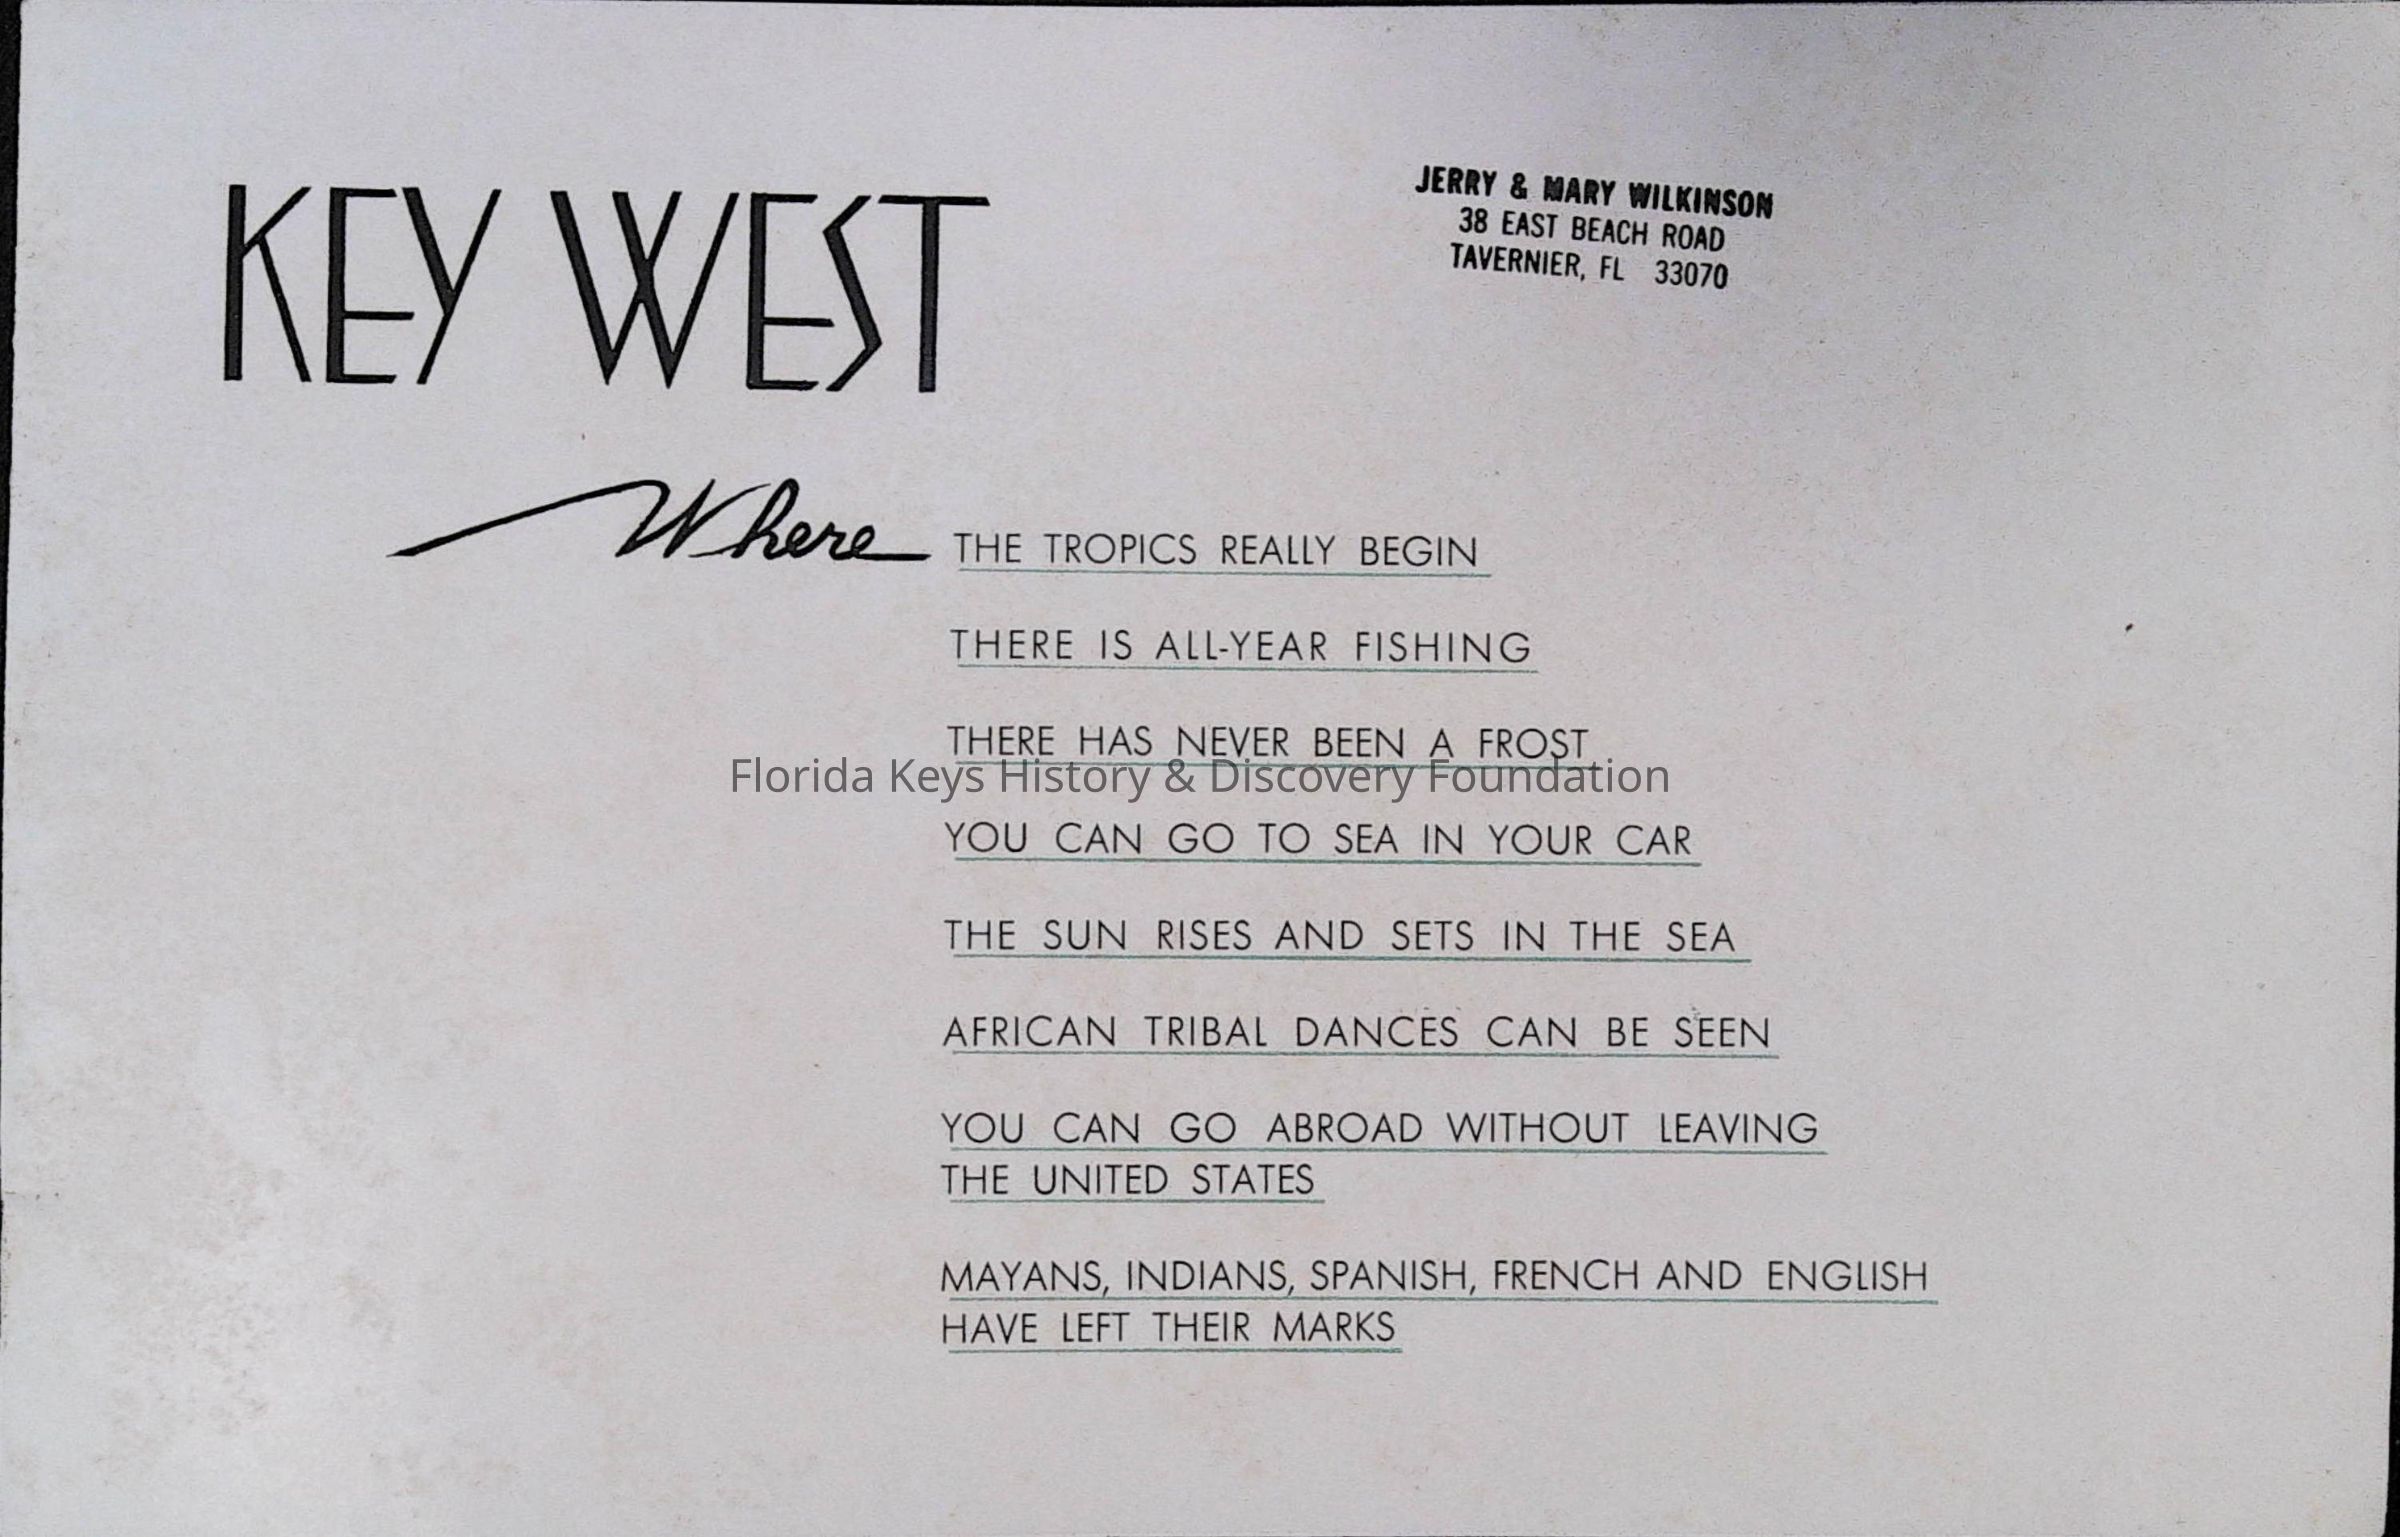 KEY WEST
JERRY & MARY WILKINSON
38 EAST BEACH ROAD
TAVERNIER, FL 33070
Where THE TROPICS REALLY BEGIN
THERE IS ALL-YEAR FISHING
THERE HAS NEVER BEEN A FROST
Florida Keys History & Discovery Foundation
YOU CAN GO TO SEA IN YOUR CAR
THE SUN RISES AND SETS IN THE SEA
AFRICAN TRIBAL DANCES CAN BE SEEN
YOU CAN GO ABROAD WITHOUT LEAVING
THE UNITED STATES
MAYANS, INDIANS, SPANISH, FRENCH AND ENGLISH
HAVE LEFT THEIR MARKS